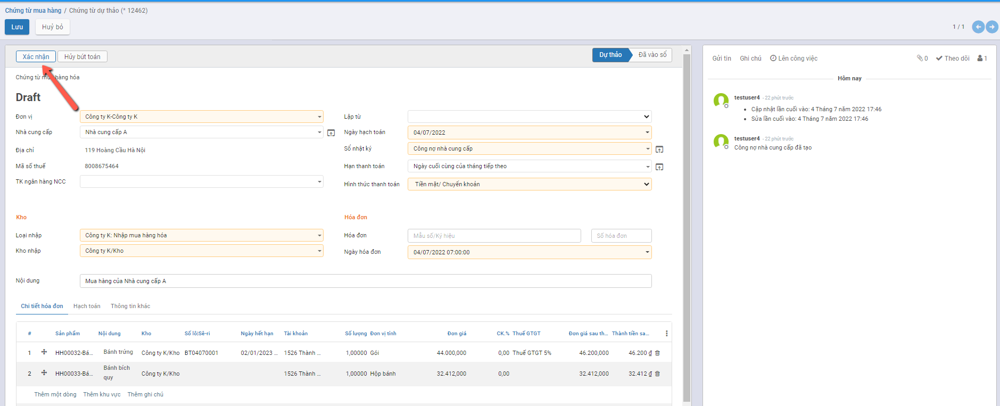 Chứng từ mua hàng / Chứng từ dự thảo (* 12462)
Lưu Huỷ bỏ 1 / 1
Xác nhận Hủy bút toán Dự thảo Đã vào sổ
Chứng từ mua hàng hóa
Draft
Đơn vị Công ty K-Công ty K
Nhà cung cấp Nhà cung cấp A
Địa chỉ 119 Hoàng Cầu Hà Nội
Mã số thuế 8008675464
TK ngân hàng NCC
Lập từ
Ngày hạch toán 04/07/2022
Sổ nhật ký Công nợ nhà cung cấp
Hạn thanh toán Ngày cuối cùng của tháng tiếp theo
Hình thức thanh toán Tiền mặt/ Chuyển khoản
Kho
Loại nhập Công ty K: Nhập mua hàng hóa
Kho nhập Công ty K/Kho
Hóa đơn
Hóa đơn Mẫu số/Ký hiệu Số hóa đơn
Ngày hóa đơn 04/07/2022 07:00:00
Nội dung Mua hàng của Nhà cung cấp A
Chi tiết hóa đơn Hạch toán Thông tin khác
# Sản phẩm Nội dung Kho Số lô|Sê-ri Ngày hết hạn Tài khoản Số lượng Đơn vị tính Đơn giá CK.% Thuế GTGT Đơn giá sau th... Thành tiền sa...
1 HH00032-Bá... Bánh trứng Công ty K/Kho BT04070001 02/01/2023 ... 1526 Thành ... 1,00000 Gói 44.000,000 0,00 Thuế GTGT 5% 46.200,000 46.200 ₫
2 HH00033-Bá... Bánh bích quy Công ty K/Kho 1526 Thành ... 1,00000 Hộp bánh 32.412,000 0,00 32.412,000 32.412 ₫
Thêm một dòng Thêm khu vực Thêm ghi chú
Gửi tin Ghi chú Lên công việc 0 Theo dõi 1
Hôm nay
testuser4 - 22 phút trước
• Cập nhật lần cuối vào: 4 Tháng 7 năm 2022 17:46
• Sửa lần cuối vào: 4 Tháng 7 năm 2022 17:46
testuser4 - 22 phút trước
Công nợ nhà cung cấp đã tạo